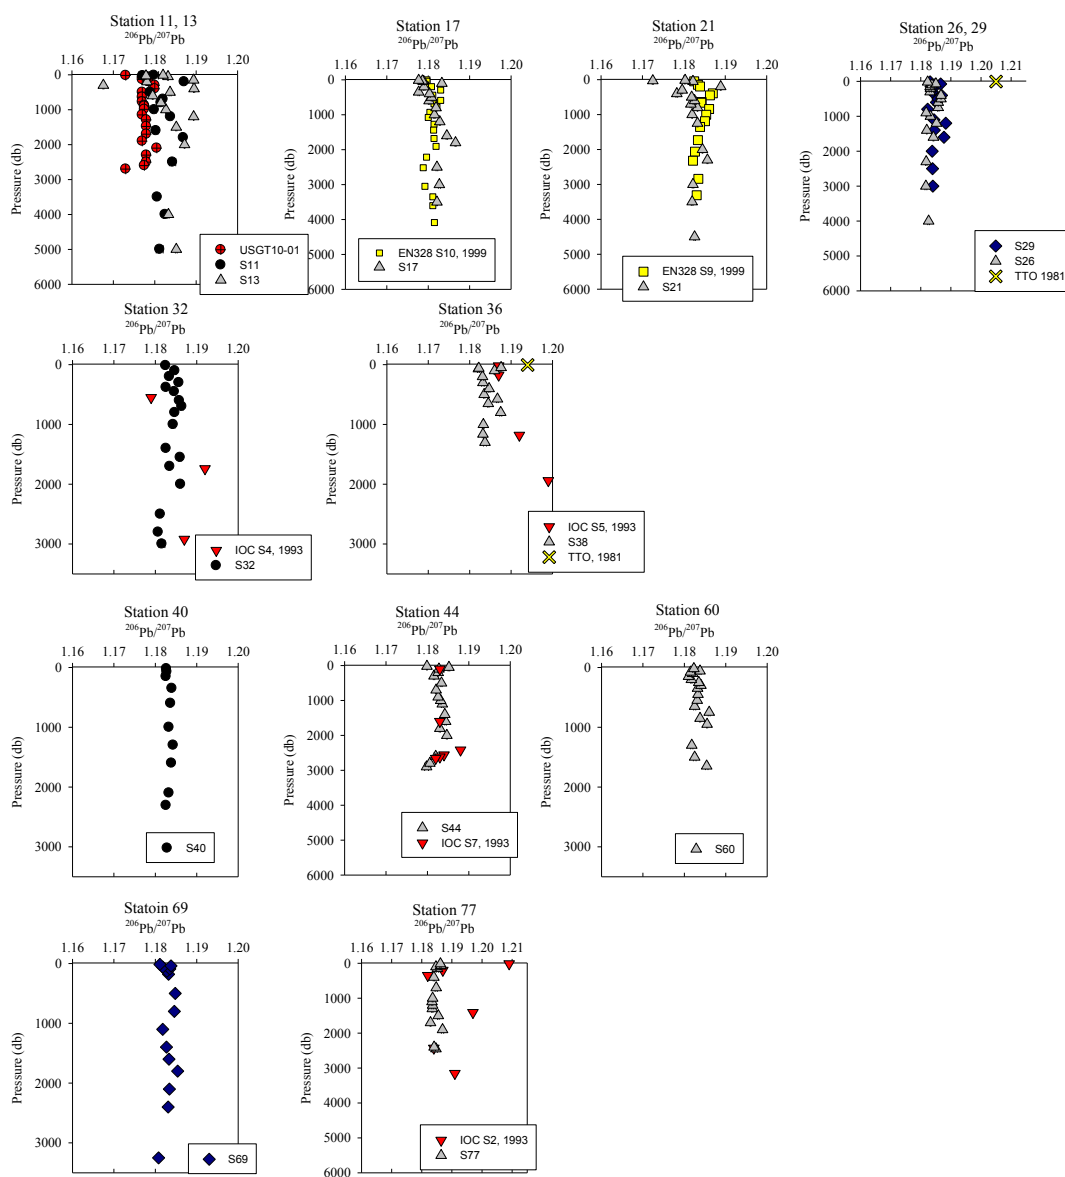 Station 11, 13
206Pb/207Pb
1.16 1.17 1.18 1.19 1.20
Pressure (db)
0
1000
2000
3000
4000
5000
6000
USGT10-01
S11
S13
Station 17
206Pb/207Pb
1.16 1.17 1.18 1.19 1.20
Pressure (db)
0
1000
2000
3000
4000
5000
6000
EN328 S10, 1999
S17
Station 21
206Pb/207Pb
1.16 1.17 1.18 1.19 1.20
Pressure (db)
0
1000
2000
3000
4000
5000
6000
EN328 S9, 1999
S21
Station 26, 29
206Pb/207Pb
1.16 1.17 1.18 1.19 1.20 1.21
Pressure (db)
0
1000
2000
3000
4000
5000
6000
S29
S26
TTO 1981
Station 32
206Pb/207Pb
1.16 1.17 1.18 1.19 1.20
Pressure (db)
0
1000
2000
3000
IOC S4, 1993
S32
Station 36
206Pb/207Pb
1.16 1.17 1.18 1.19 1.20
Pressure (db)
0
1000
2000
3000
IOC S5, 1993
S38
TTO, 1981
Station 40
206Pb/207Pb
1.16 1.17 1.18 1.19 1.20
Pressure (db)
0
1000
2000
3000
S40
Station 44
206Pb/207Pb
1.16 1.17 1.18 1.19 1.20
Pressure (db)
0
1000
2000
3000
4000
5000
6000
S44
IOC S7, 1993
Station 60
206Pb/207Pb
1.16 1.17 1.18 1.19 1.20
Pressure (db)
0
1000
2000
3000
S60
Statoin 69
206Pb/207Pb
1.16 1.17 1.18 1.19 1.20
Pressure (db)
0
1000
2000
3000
S69
Station 77
206Pb/207Pb
1.16 1.17 1.18 1.19 1.20 1.21
Pressure (db)
0
1000
2000
3000
4000
5000
6000
IOC S2, 1993
S77